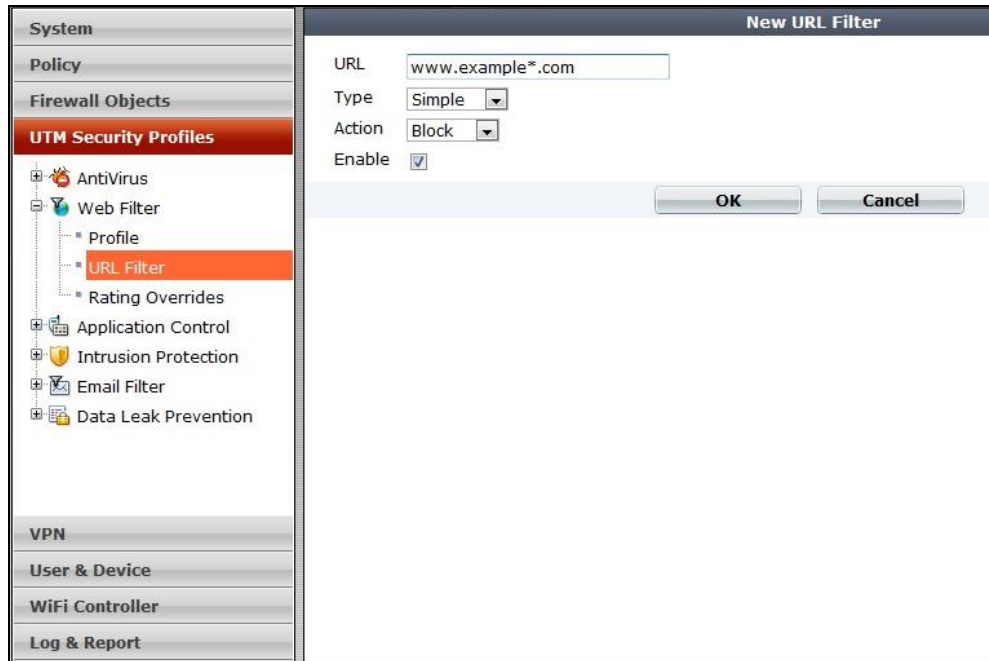 System
Policy
Firewall Objects
UTM Security Profiles
AntiVirus
Web Filter
Profile
URL Filter
Rating Overrides
Application Control
Intrusion Protection
Email Filter
Data Leak Prevention
VPN
User & Device
WiFi Controller
Log & Report
New URL Filter
URL www.example*.com
Type Simple
Action Block
Enable
OK Cancel